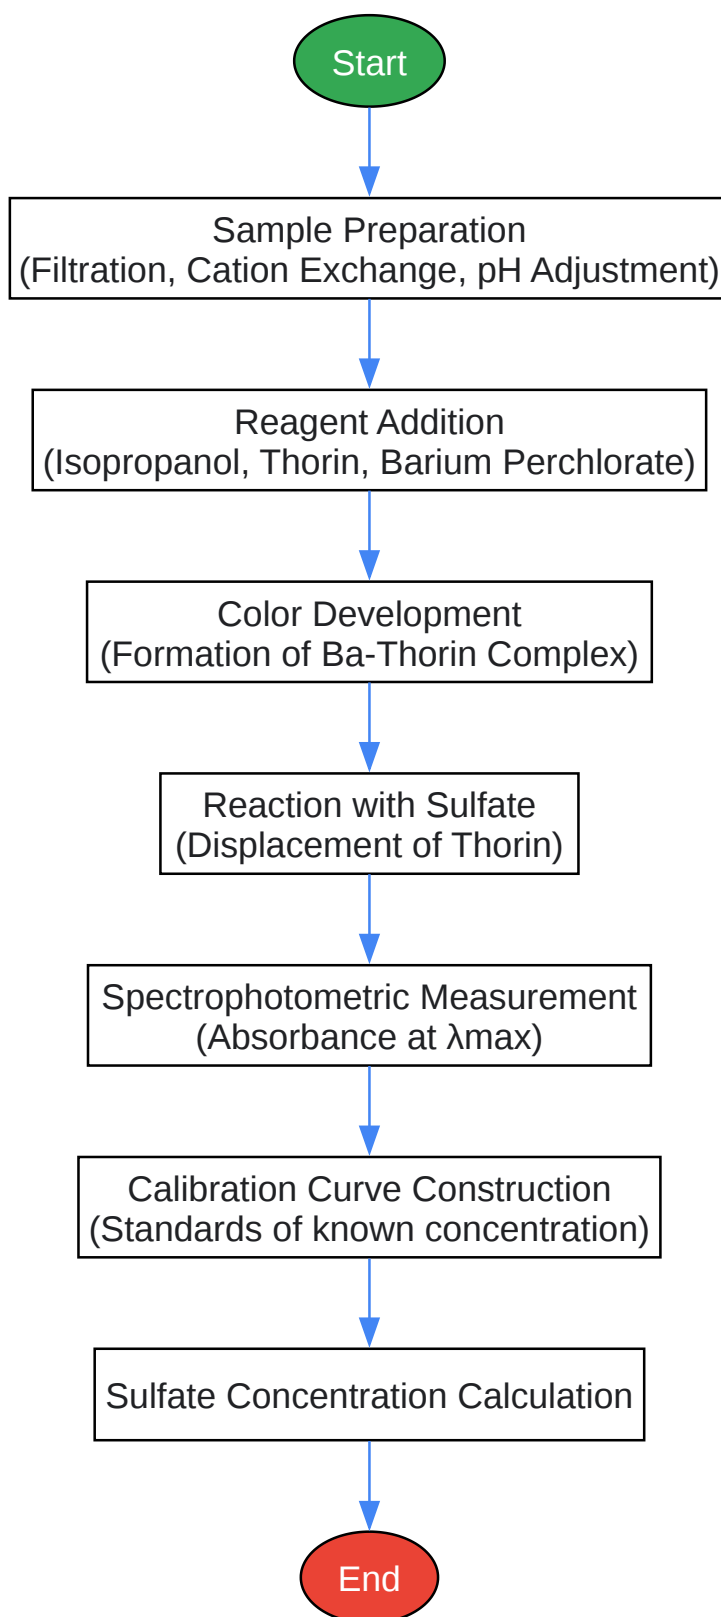 Start
Sample Preparation
(Filtration, Cation Exchange, pH Adjustment)
Reagent Addition
(Isopropanol, Thorin, Barium Perchlorate)
Color Development
(Formation of Ba-Thorin Complex)
Reaction with Sulfate
(Displacement of Thorin)
Spectrophotometric Measurement
(Absorbance at λmax)
Calibration Curve Construction
(Standards of known concentration)
Sulfate Concentration Calculation
End